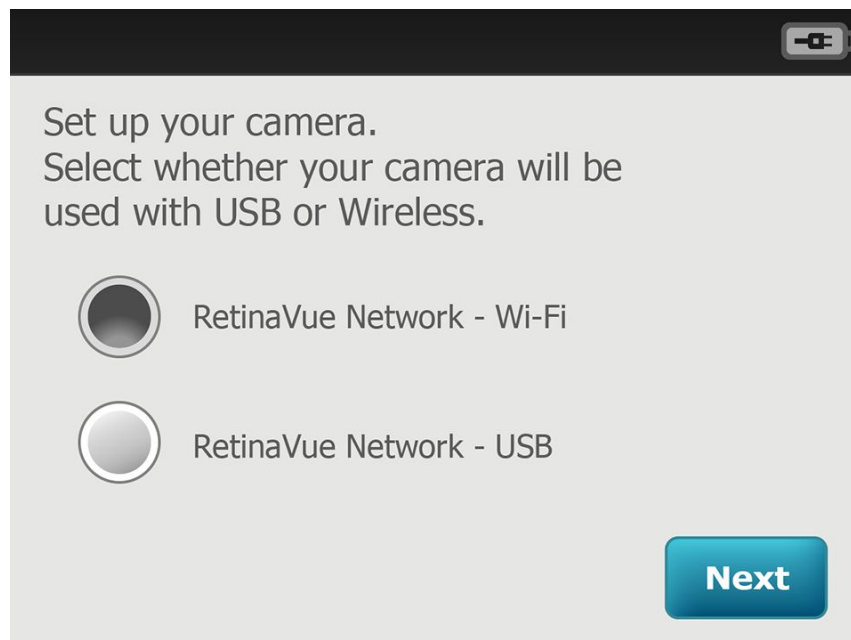 Set up your camera.
Select whether your camera will be
used with USB or Wireless.
RetinaVue Network - Wi-Fi
RetinaVue Network - USB
Next